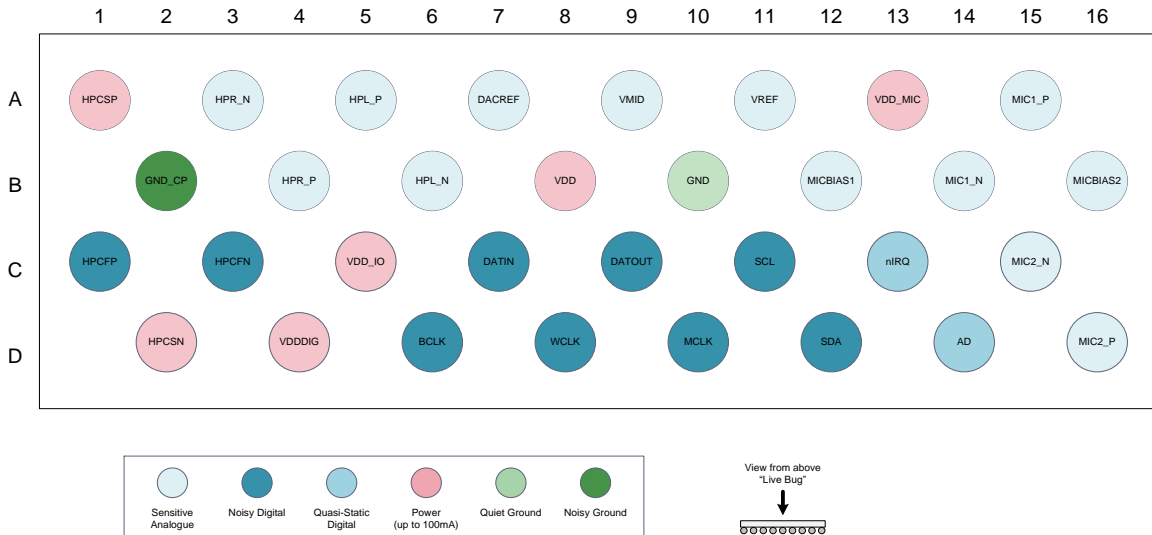 1 2 3 4 5 6 7 8 9 10 11 12 13 14 15 16
A HPCSP HPR_N HPL_P DACREF VMID VREF VDD_MIC MIC1_P
B GND_CP HPR_P HPL_N VDD GND MICBIAS1 MIC1_N MICBIAS2
C HPCFP HPCFN VDD_IO DATIN DATOUT SCL nIRQ MIC2_N
D HPCSN VDDDIG BCLK WCLK MCLK SDA AD MIC2_P
Sensitive
Analogue
Noisy Digital
Quasi-Static
Digital
Power
(up to 100mA)
Quiet Ground
Noisy Ground
View from above
“Live Bug”